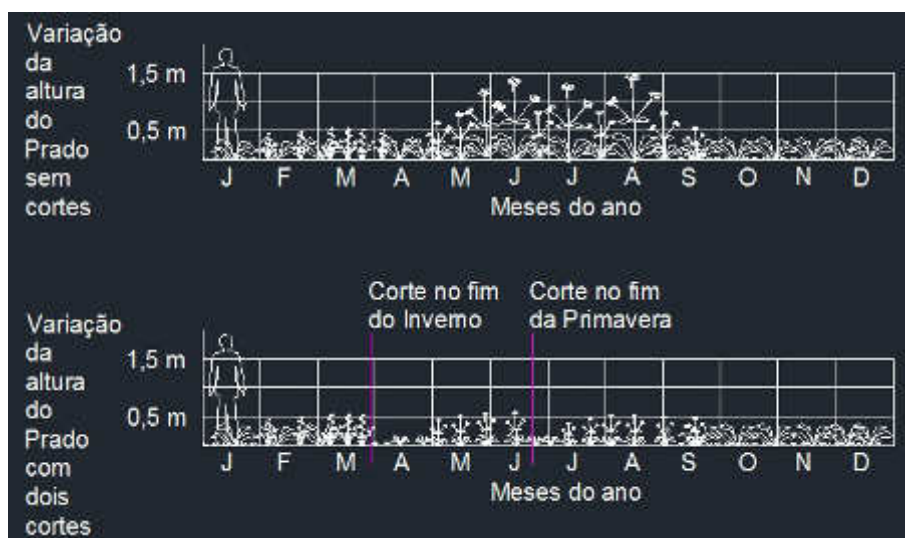 Variação
da
altura
do
Prado
sem
cortes
1,5 m
0,5 m
J F M A M J J A S O N D
Meses do ano
Corte no fim
do Inverno
Corte no fim
da Primavera
Variação
da
altura
do
Prado
com
dois
cortes
1,5 m
0,5 m
J F M A M J J A S O N D
Meses do ano